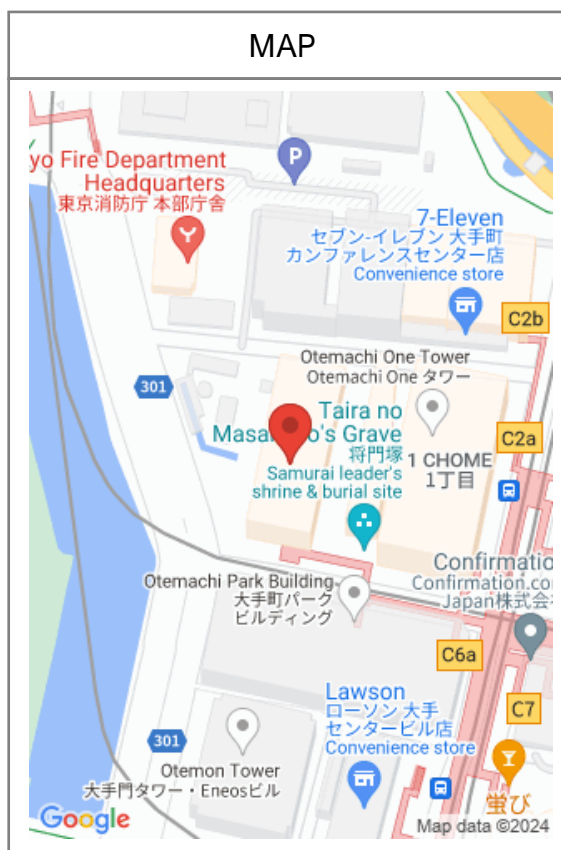 MAP
yo Fire Department
Headquarters
東京消防庁 本部庁舎
P
7-Eleven
セブン-イレブン 大手町
カンファレンスセンター店
Convenience store
C2b
Otemachi One Tower
Otemachi One タワー
301
Taira no
Masa o's Grave
将門塚
Samurai leader's
shrine & burial site
C2a
1 CHOME
1丁目
Confirmatio
Confirmation.co
Japan株式会
Otemachi Park Building
大手町パーク
ビルディング
C6a
C7
Lawson
ローソン 大手
センタービル店
Convenience store
301
Otemon Tower
大手門タワー・Eneosビル
蛍び
Google
Map data ©2024